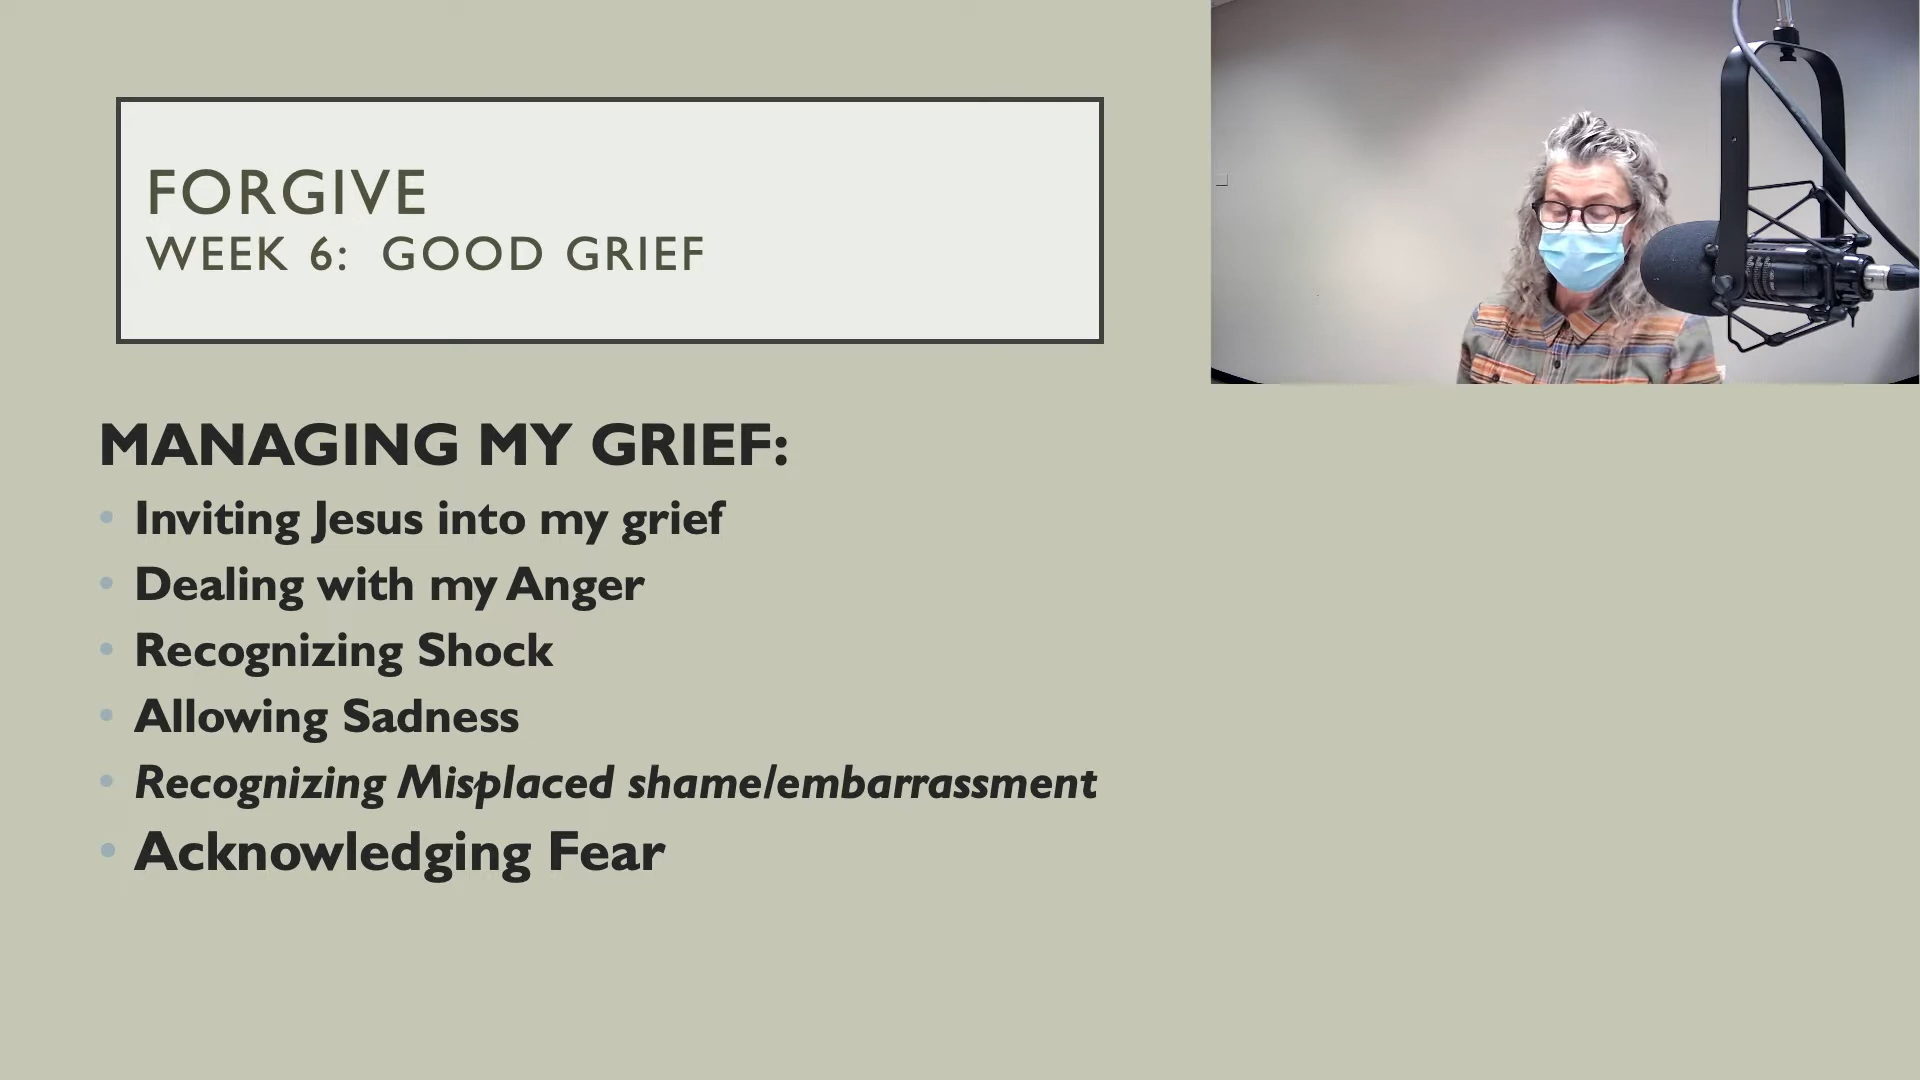 FORGIVE
WEEK 6: GOOD GRIEF
MANAGING MY GRIEF:
• Inviting Jesus into my grief
• Dealing with my Anger
• Recognizing Shock
• Allowing Sadness
• Recognizing Misplaced shame/embarrassment
• Acknowledging Fear